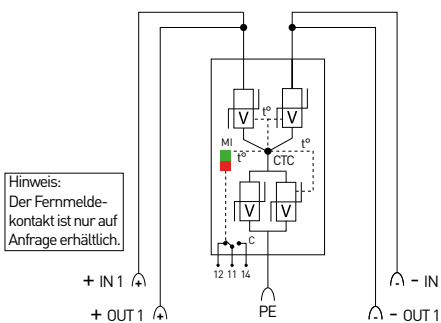 V
V
t°
MI
t°
t°
CTC
Hinweis:
Der Fernmelde-
kontakt ist nur auf
Anfrage erhältlich.
V
V
C
12 11 14
+ IN 1
+
-
- IN
+ OUT 1
+
PE
-
- OUT 1